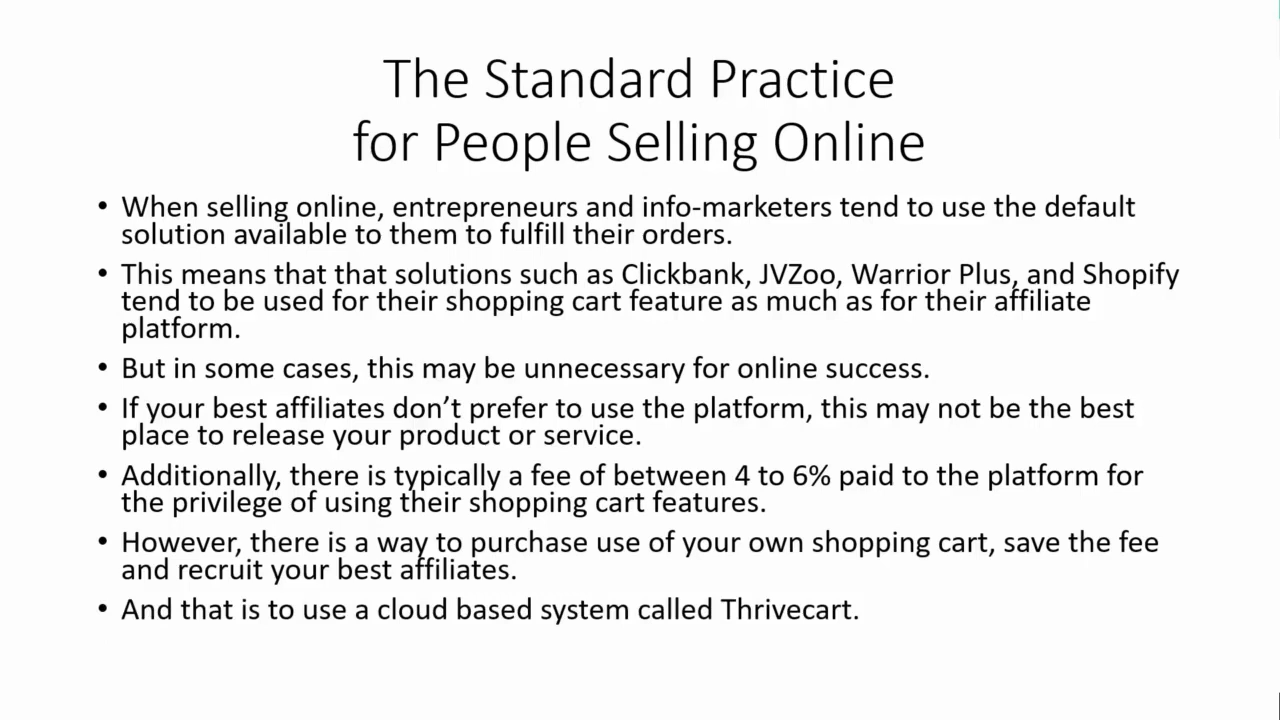 The Standard Practice
for People Selling Online
• When selling online, entrepreneurs and info-marketers tend to use the default
solution available to them to fulfill their orders.
• This means that that solutions such as Clickbank, JVZoo, Warrior Plus, and Shopify
tend to be used for their shopping cart feature as much as for their affiliate
platform.
• But in some cases, this may be unnecessary for online success.
• If your best affiliates don’t prefer to use the platform, this may not be the best
place to release your product or service.
• Additionally, there is typically a fee of between 4 to 6% paid to the platform for
the privilege of using their shopping cart features.
• However, there is a way to purchase use of your own shopping cart, save the fee
and recruit your best affiliates.
• And that is to use a cloud based system called Thrivecart.